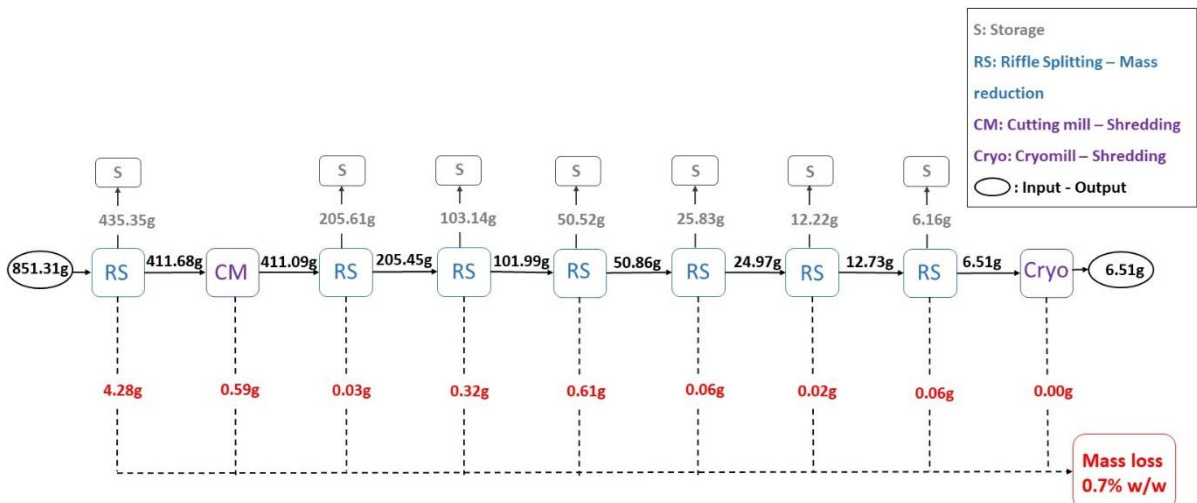 S: Storage
RS: Riffle Splitting – Mass
reduction
CM: Cutting mill – Shredding
Cryo: Cryomill – Shredding
: Input - Output
S S S S S S S
435.35g 205.61g 103.14g 50.52g 25.83g 12.22g 6.16g
851.31g RS 411.68g CM 411.09g RS 205.45g RS 101.99g RS 50.86g RS 24.97g RS 12.73g RS 6.51g Cryo 6.51g
4.28g 0.59g 0.03g 0.32g 0.61g 0.06g 0.02g 0.06g 0.00g
Mass loss
0.7% w/w